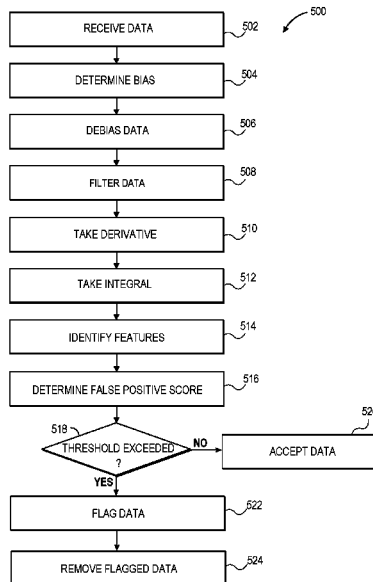 500
RECEIVE DATA
502
DETERMINE BIAS
504
DEBIAS DATA
506
FILTER DATA
508
TAKE DERIVATIVE
510
TAKE INTEGRAL
512
IDENTIFY FEATURES
514
DETERMINE FALSE POSITIVE SCORE
516
518
THRESHOLD EXCEEDED
?
NO
ACCEPT DATA
YES
FLAG DATA
522
REMOVE FLAGGED DATA
524